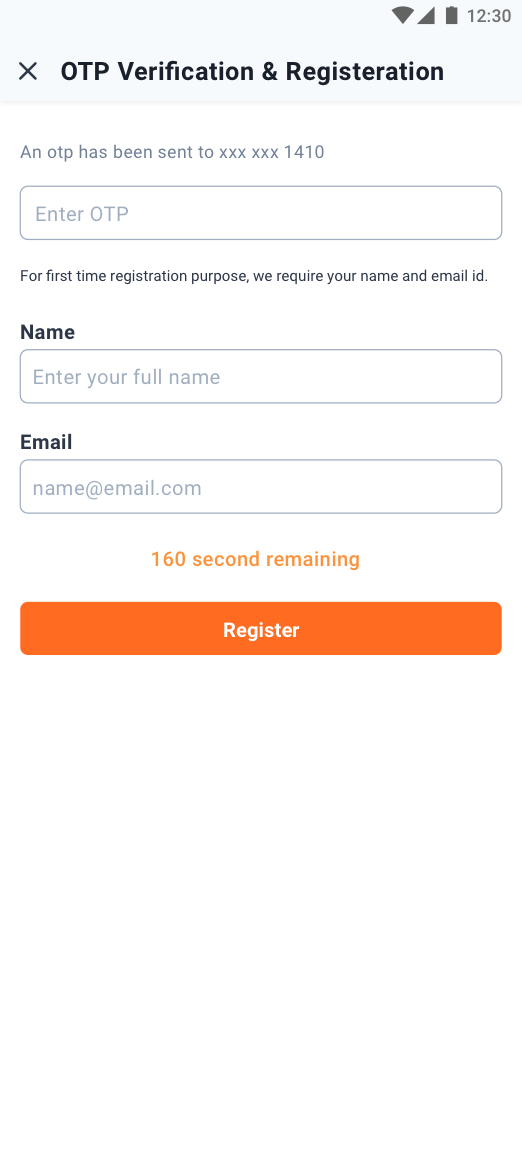 12:30
OTP Verification & Registeration
An otp has been sent to xxx xxx 1410
Enter OTP
For first time registration purpose, we require your name and email id.
Name
Enter your full name
Email
name@email.com
160 second remaining
Register